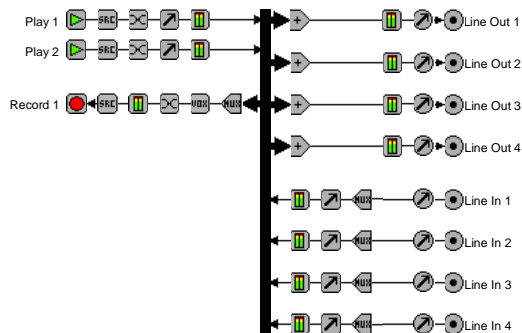 Play 1 SRC
Line Out 1
Play 2 SRC
Line Out 2
Record 1 SRC VOX MUX
Line Out 3
Line Out 4
MUX Line In 1
MUX Line In 2
MUX Line In 3
MUX Line In 4